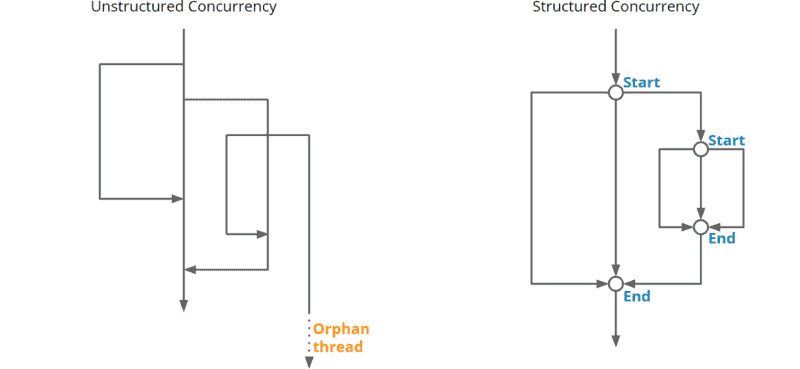 Unstructured Concurrency
Structured Concurrency
Start
Start
End
End
Orphan
thread